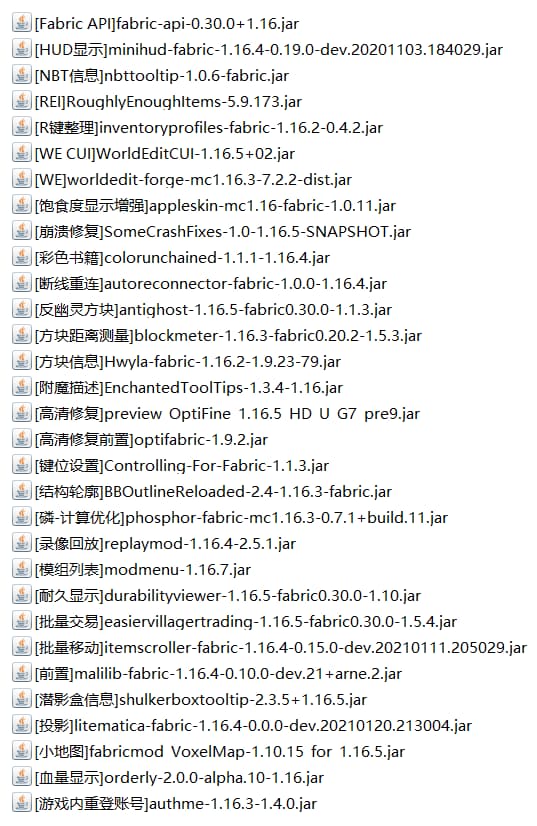 [Fabric API]fabric-api-0.30.0+1.16.jar
[HUD显示]minihud-fabric-1.16.4-0.19.0-dev.20201103.184029.jar
[NBT信息]nbttooltip-1.0.6-fabric.jar
[REI]RoughlyEnoughItems-5.9.173.jar
[R键整理]inventoryprofiles-fabric-1.16.2-0.4.2.jar
[WE CUI]WorldEditCUI-1.16.5+02.jar
[WE]worldedit-forge-mc1.16.3-7.2.2-dist.jar
[饱食度显示增强]appleskin-mc1.16-fabric-1.0.11.jar
[崩溃修复]SomeCrashFixes-1.0-1.16.5-SNAPSHOT.jar
[彩色书籍]colorunchained-1.1.1-1.16.4.jar
[断线重连]autoreconnector-fabric-1.0.0-1.16.4.jar
[反幽灵方块]antighost-1.16.5-fabric0.30.0-1.1.3.jar
[方块距离测量]blockmeter-1.16.3-fabric0.20.2-1.5.3.jar
[方块信息]Hwyla-fabric-1.16.2-1.9.23-79.jar
[附魔描述]EnchantedToolTips-1.3.4-1.16.jar
[高清修复]preview_OptiFine_1.16.5_HD_U_G7_pre9.jar
[高清修复前置]optifabric-1.9.2.jar
[键位设置]Controlling-For-Fabric-1.1.3.jar
[结构轮廓]BBOutlineReloaded-2.4-1.16.3-fabric.jar
[磷-计算优化]phosphor-fabric-mc1.16.3-0.7.1+build.11.jar
[录像回放]replaymod-1.16.4-2.5.1.jar
[模组列表]modmenu-1.16.7.jar
[耐久显示]durabilityviewer-1.16.5-fabric0.30.0-1.10.jar
[批量交易]easiervillagertrading-1.16.5-fabric0.30.0-1.5.4.jar
[批量移动]itemscroller-fabric-1.16.4-0.15.0-dev.20210111.205029.jar
[前置]malilib-fabric-1.16.4-0.10.0-dev.21+arne.2.jar
[潜影盒信息]shulkerboxtooltip-2.3.5+1.16.5.jar
[投影]litematica-fabric-1.16.4-0.0.0-dev.20210120.213004.jar
[小地图]fabricmod_VoxelMap-1.10.15_for_1.16.5.jar
[血量显示]orderly-2.0.0-alpha.10-1.16.jar
[游戏内重登账号]authme-1.16.3-1.4.0.jar